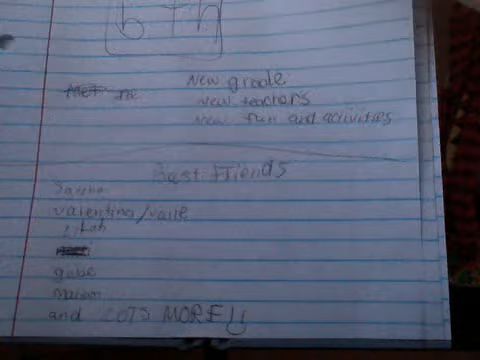 6th
New grade
New teachers
New fun and activities
Best Friends
valentina/valle
gabe
and LOTS MORE